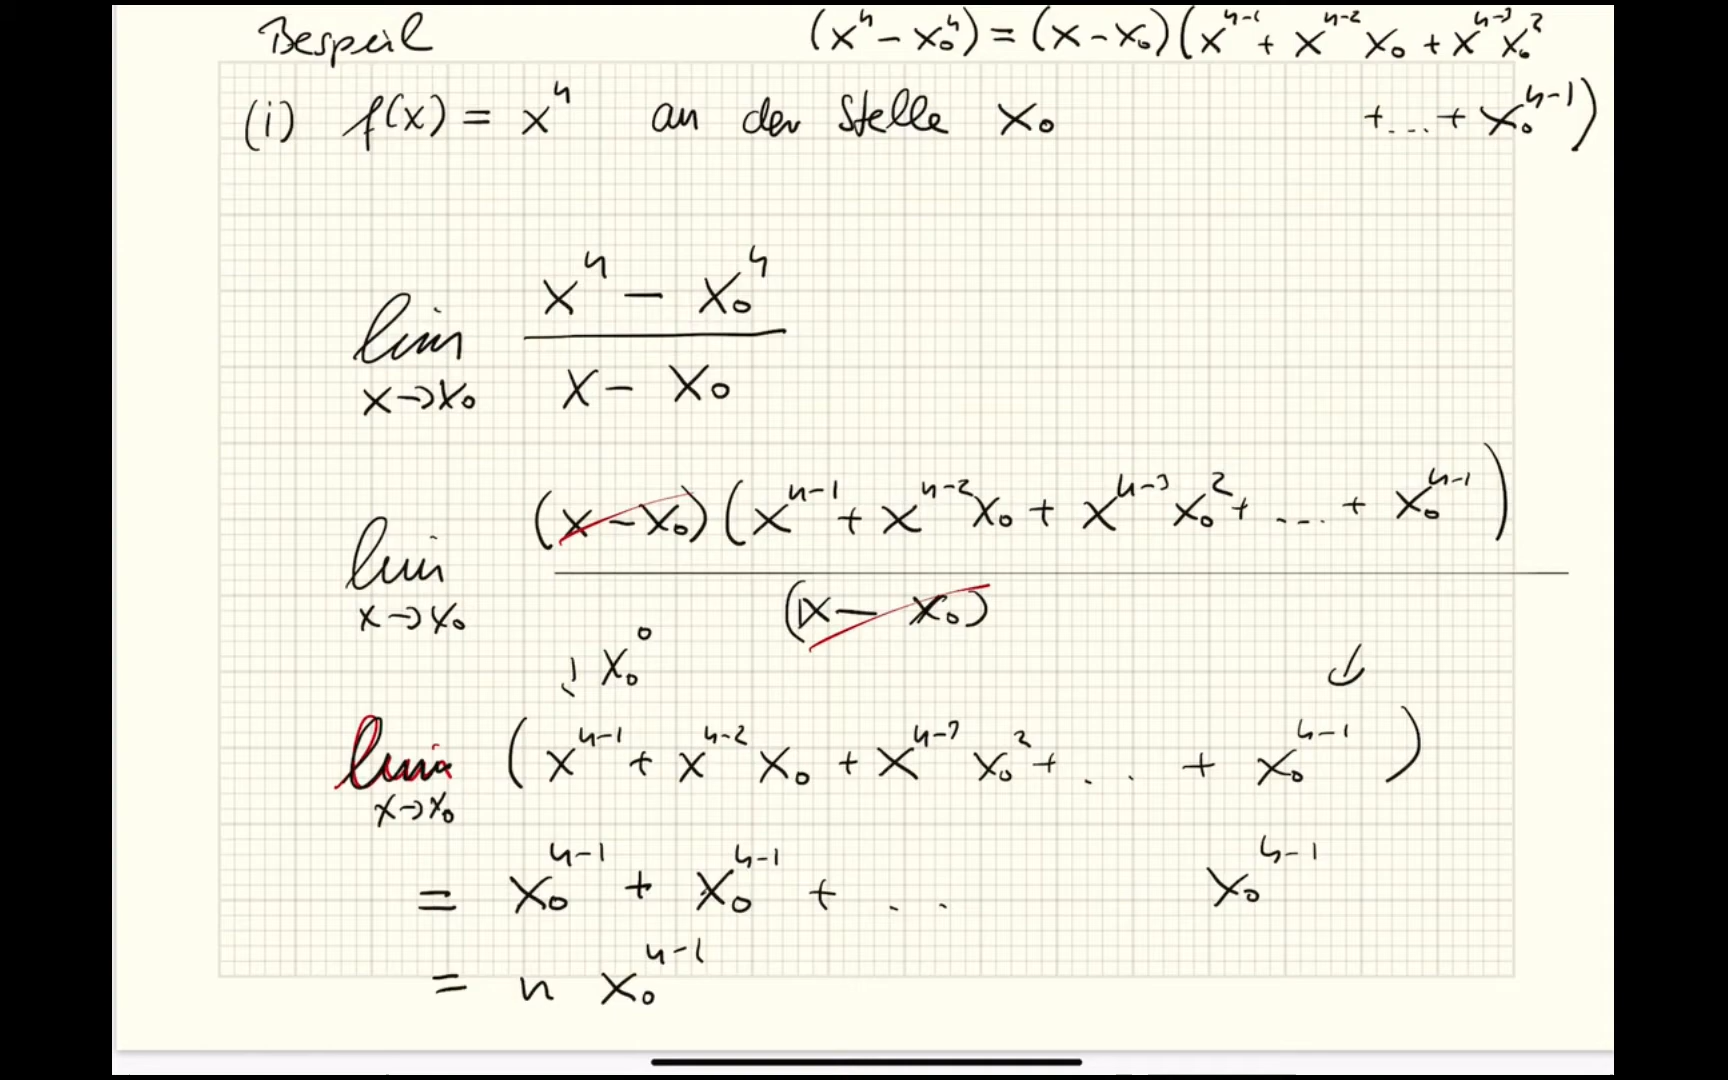 Bespeil
(xⁿ − x₀ⁿ) = (x − x₀)(xⁿ⁻¹ + xⁿ⁻² x₀ + xⁿ⁻³ x₀²
+ ... + x₀ⁿ⁻¹)
(i) f(x) = xⁿ an der Stelle x₀
lim x→x₀ (xⁿ − x₀ⁿ) / (x − x₀)
lim x→x₀ (x − x₀)(xⁿ⁻¹ + xⁿ⁻² x₀ + xⁿ⁻³ x₀² + ... + x₀ⁿ⁻¹) / (x − x₀)
x₀⁰
lim x→x₀ (xⁿ⁻¹ + xⁿ⁻² x₀ + xⁿ⁻³ x₀² + ... + x₀ⁿ⁻¹)
= x₀ⁿ⁻¹ + x₀ⁿ⁻¹ + .. x₀ⁿ⁻¹
= n x₀ⁿ⁻¹